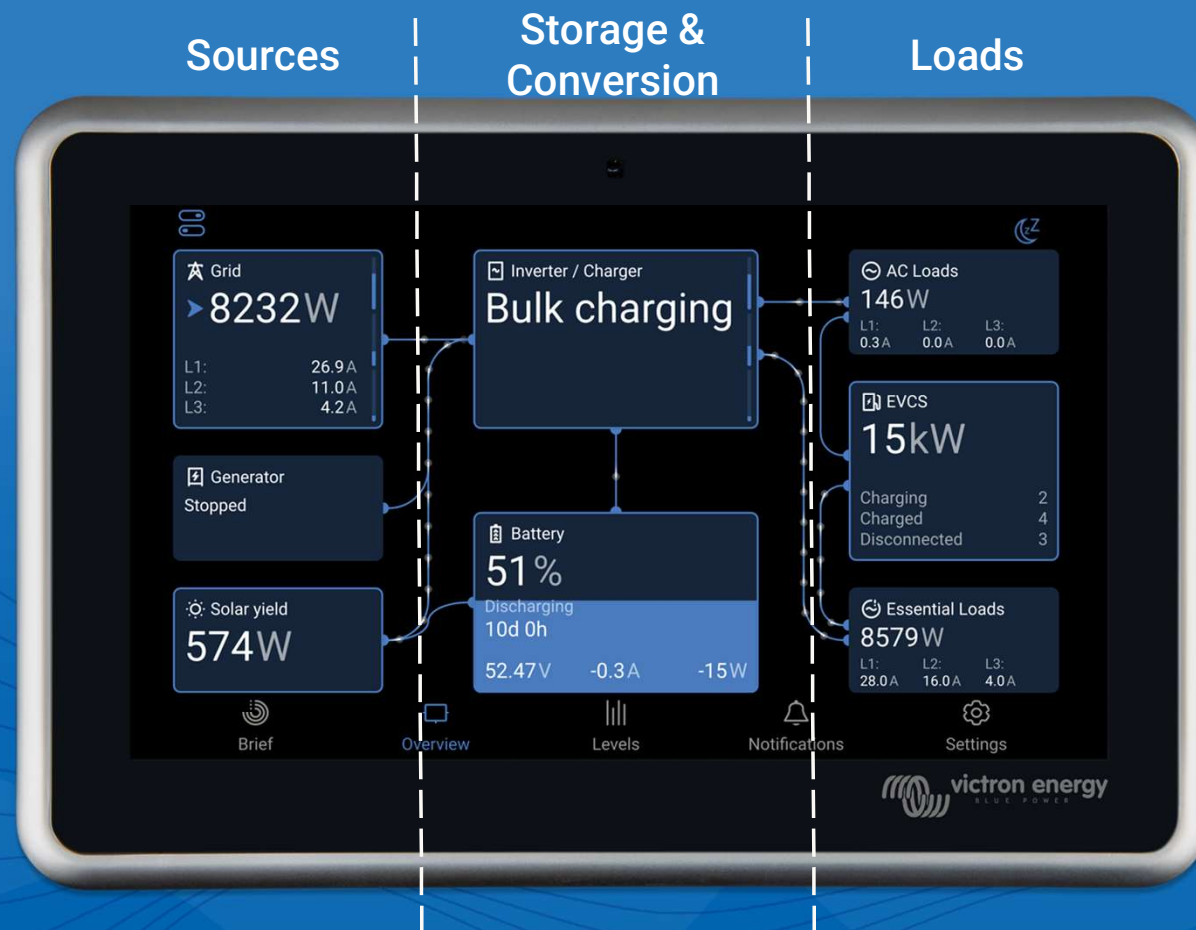 Sources
Storage &
Conversion
Loads
Grid
8232W
L1: 26.9A
L2: 11.0A
L3: 4.2A
Generator
Stopped
Solar yield
574W
Inverter / Charger
Bulk charging
Battery
51%
Discharging
10d 0h
52.47V -0.3A -15W
zZ
AC Loads
146W
L1: L2: L3:
0.3A 0.0A 0.0A
EVCS
15kW
Charging 2
Charged 4
Disconnected 3
Essential Loads
8579W
L1: L2: L3:
28.0A 16.0A 4.0A
Brief Overview Levels Notifications Settings
victron energy
BLUE POWER